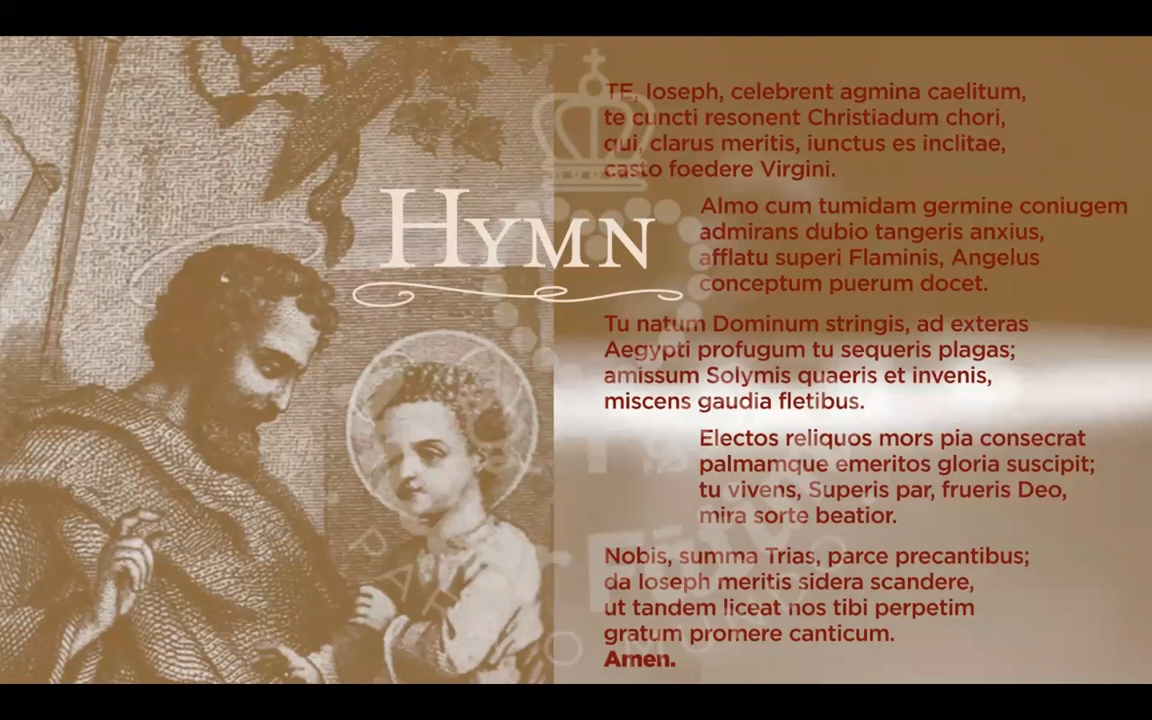 HYMN
TE, Ioseph, celebrent agmina caelitum,
te cuncti resonent Christiadum chori,
qui, clarus meritis, iunctus es inclitae,
casto foedere Virgini.
Almo cum tumidam germine coniugem
admirans dubio tangeris anxius,
afflatu superi Flaminis, Angelus
conceptum puerum docet.
Tu natum Dominum stringis, ad exteras
Aegypti profugum tu sequeris plagas;
amissum Solymis quaeris et invenis,
miscens gaudia fletibus.
Electos reliquos mors pia consecrat
palmamque emeritos gloria suscipit;
tu vivens, Superis par, frueris Deo,
mira sorte beatior.
Nobis, summa Trias, parce precantibus;
da Ioseph meritis sidera scandere,
ut tandem liceat nos tibi perpetim
gratum promere canticum.
Amen.